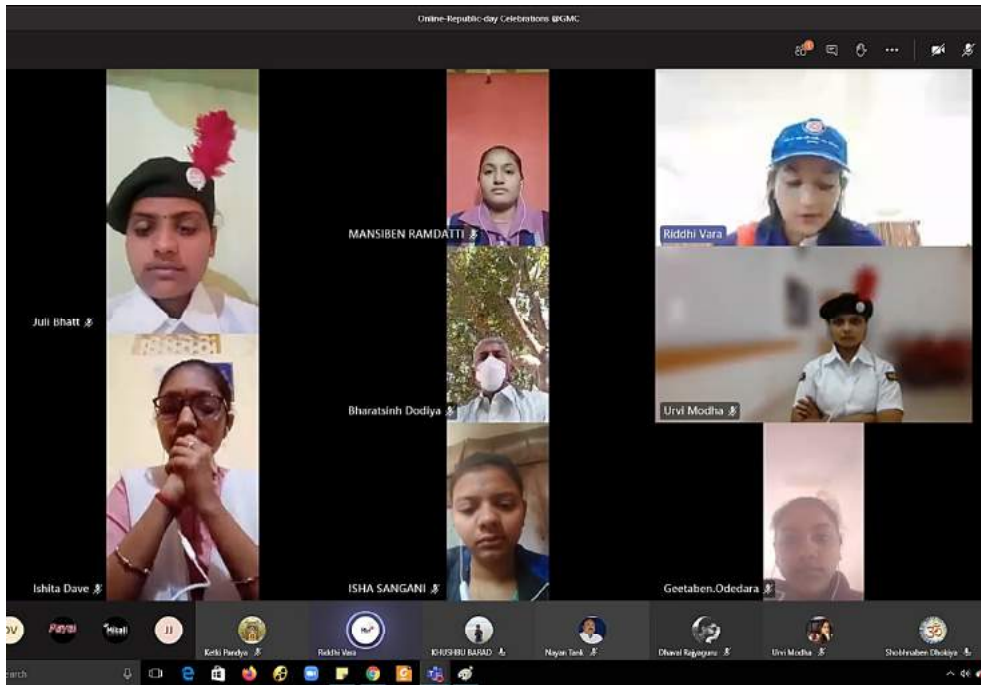 Online-Republic-day Celebrations @GMC
MANSIBEN RAMDATTI
Riddhi Vara
Juli Bhatt
Bharatsinh Dodiya
Urvi Modha
Ishita Dave
ISHA SANGANI
Geetaben.Odedara
DV
Payal
Mitali
JJ
Ketki Pandya
Riddhi Vara
KHUSHBU BARAD
Nayan Tank
Dhaval Rajyaguru
Urvi Modha
Shobhnaben Dhokiya
earch